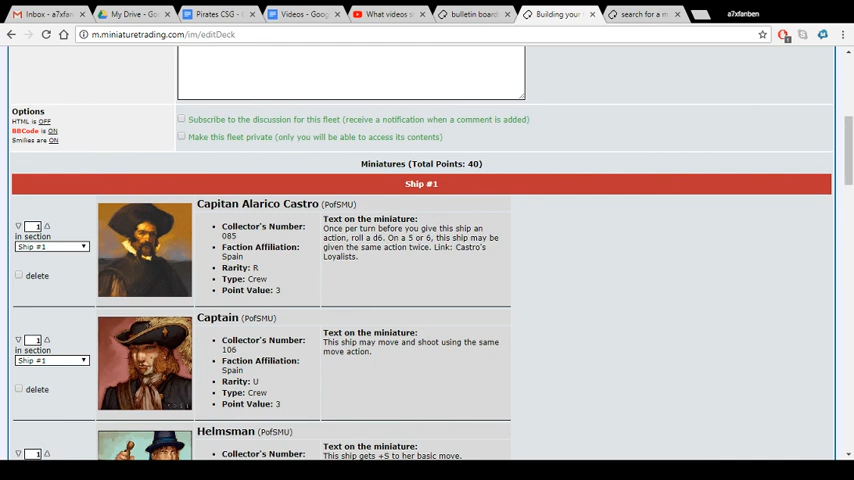 Inbox - a7xfan
My Drive - Goo
Pirates CSG -
Videos - Goog
What videos s
bulletin board
Building your
search for a m
a7xfanben
m.miniaturetrading.com/im/editDeck
Options
HTML is OFF
BBCode is ON
Smilies are ON
Subscribe to the discussion for this fleet (receive a notification when a comment is added)
Make this fleet private (only you will be able to access its contents)
Miniatures (Total Points: 40)
Ship #1
1
in section
Ship #1
delete
Capitan Alarico Castro (PofSMU)
Collector's Number:
085
Faction Affiliation:
Spain
Rarity: R
Type: Crew
Point Value: 3
Text on the miniature:
Once per turn before you give this ship an
action, roll a d6. On a 5 or 6, this ship may be
given the same action twice. Link: Castro's
Loyalists.
1
in section
Ship #1
delete
Captain (PofSMU)
Collector's Number:
106
Faction Affiliation:
Spain
Rarity: U
Type: Crew
Point Value: 3
Text on the miniature:
This ship may move and shoot using the same
move action.
1
Helmsman (PofSMU)
Collector's Number:
Text on the miniature:
This ship gets +S to her basic move.